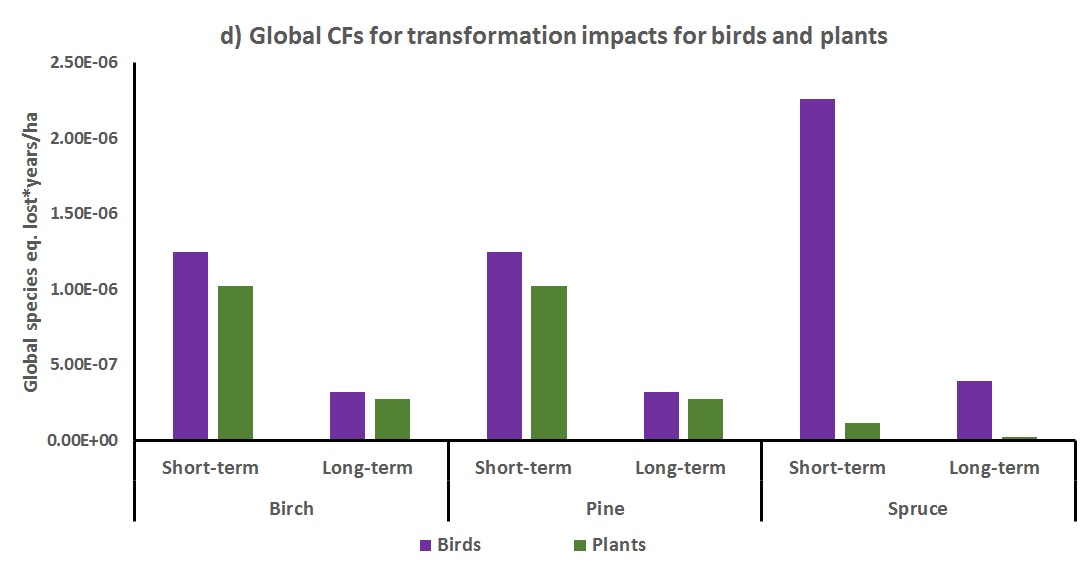 d) Global CFs for transformation impacts for birds and plants
Global species eq. lost*years/ha
2.50E-06
2.00E-06
1.50E-06
1.00E-06
5.00E-07
0.00E+00
Short-term Long-term Short-term Long-term Short-term Long-term
Birch Pine Spruce
Birds Plants